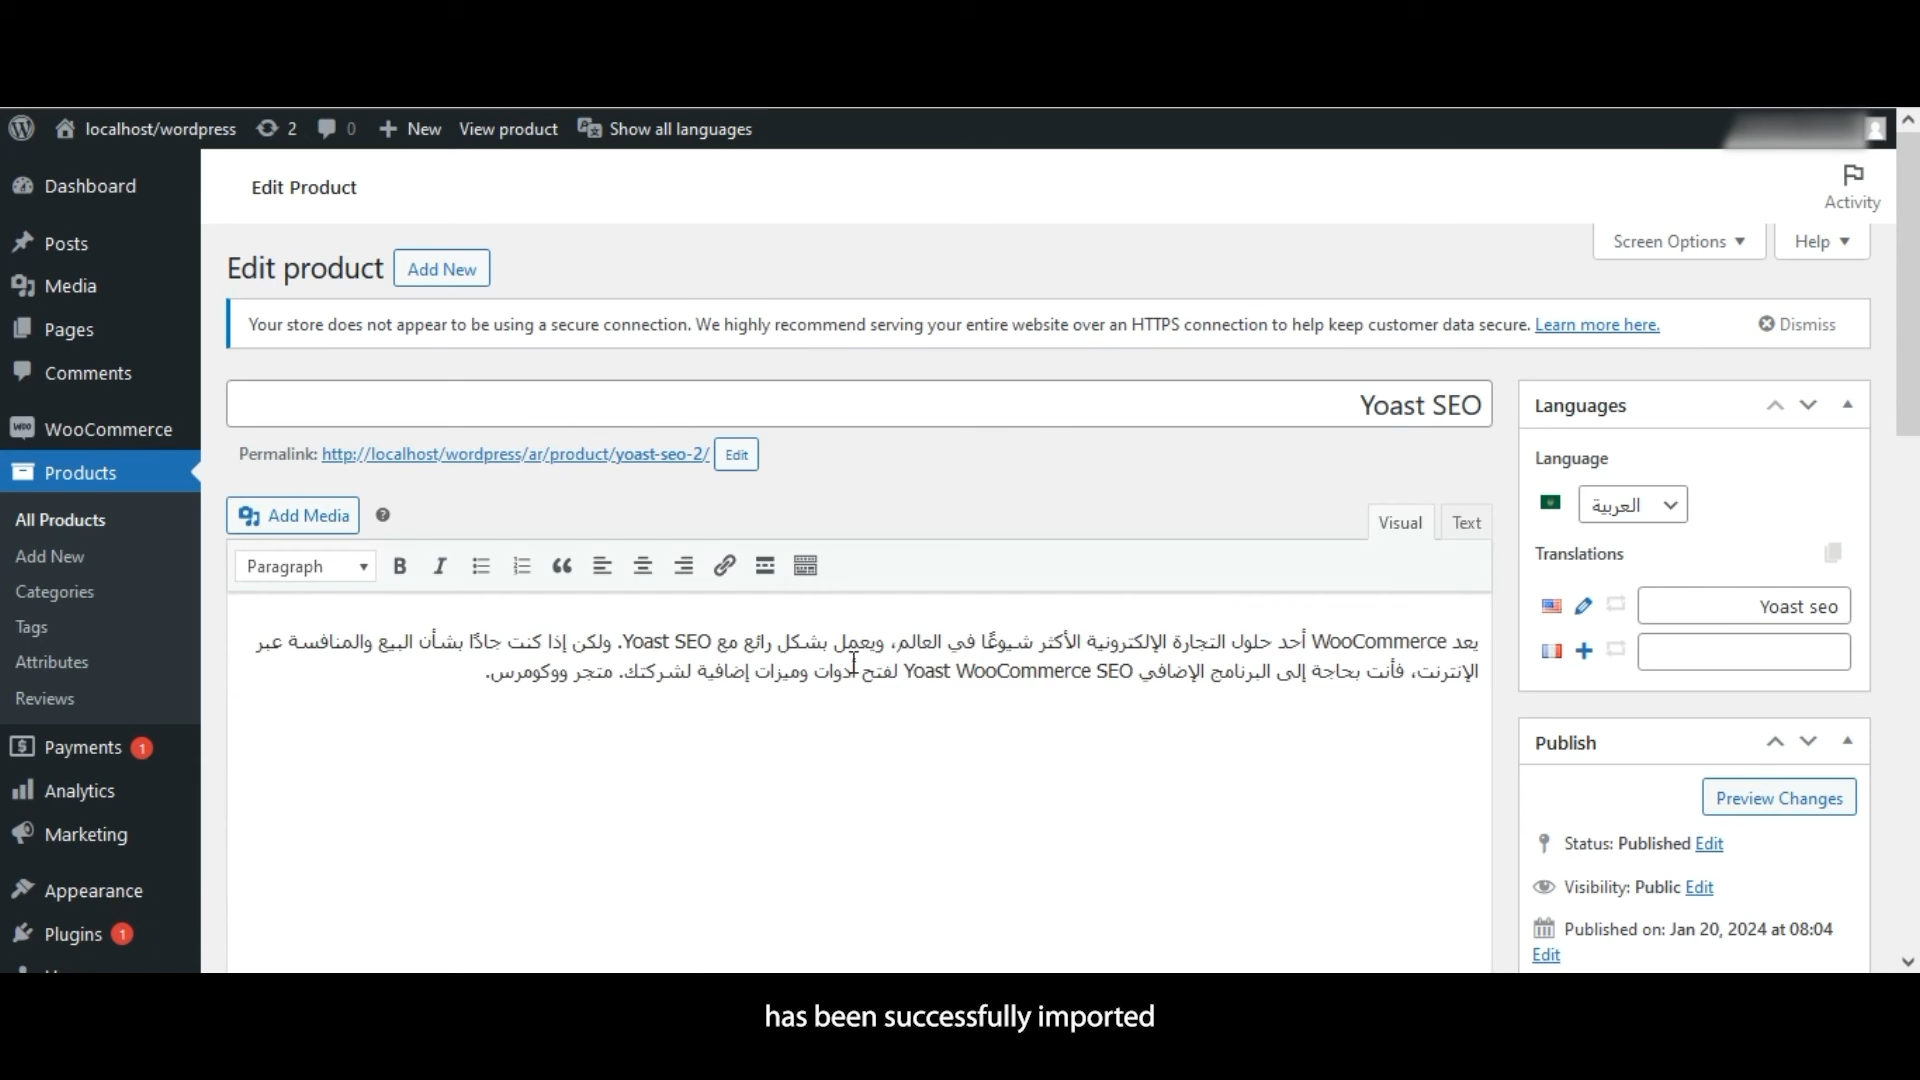 localhost/wordpress 2 0 New View product Show all languages
Dashboard
Posts
Media
Pages
Comments
WooCommerce
Products
All Products
Add New
Categories
Tags
Attributes
Reviews
Payments 1
Analytics
Marketing
Appearance
Plugins 1
Edit Product
Activity
Screen Options
Help
Edit product Add New
Your store does not appear to be using a secure connection. We highly recommend serving your entire website over an HTTPS connection to help keep customer data secure. Learn more here. Dismiss
Yoast SEO
Permalink: http://localhost/wordpress/ar/product/yoast-seo-2/ Edit
Add Media
Visual Text
Paragraph
يعد WooCommerce أحد حلول التجارة الإلكترونية الأكثر شيوعًا في العالم، ويعمل بشكل رائع مع Yoast SEO. ولكن إذا كنت جادًا بشأن البيع والمنافسة عبر
الإنترنت، فأنت بحاجة إلى البرنامج الإضافي Yoast WooCommerce SEO لفتح أدوات وميزات إضافية لشركتك. متجر ووكومرس.
Languages
Language
العربية
Translations
Yoast seo
Publish
Preview Changes
Status: Published Edit
Visibility: Public Edit
Published on: Jan 20, 2024 at 08:04
Edit
has been successfully imported